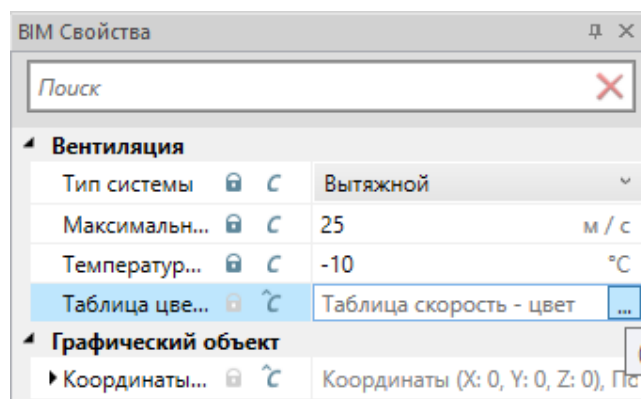 BIM Свойства
Поиск
Вентиляция
Тип системы C Вытяжной
Максимальн... C 25 м / с
Температур... C -10 °C
Таблица цве... ^C Таблица скорость - цвет ...
Графический объект
Координаты... ^C Координаты (X: 0, Y: 0, Z: 0),